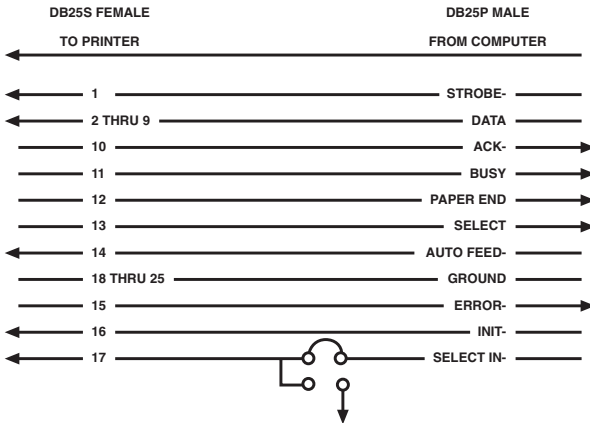 DB25S FEMALE DB25P MALE
TO PRINTER FROM COMPUTER
1 STROBE-
2 THRU 9 DATA
10 ACK-
11 BUSY
12 PAPER END
13 SELECT
14 AUTO FEED-
18 THRU 25 GROUND
15 ERROR-
16 INIT-
17 SELECT IN-